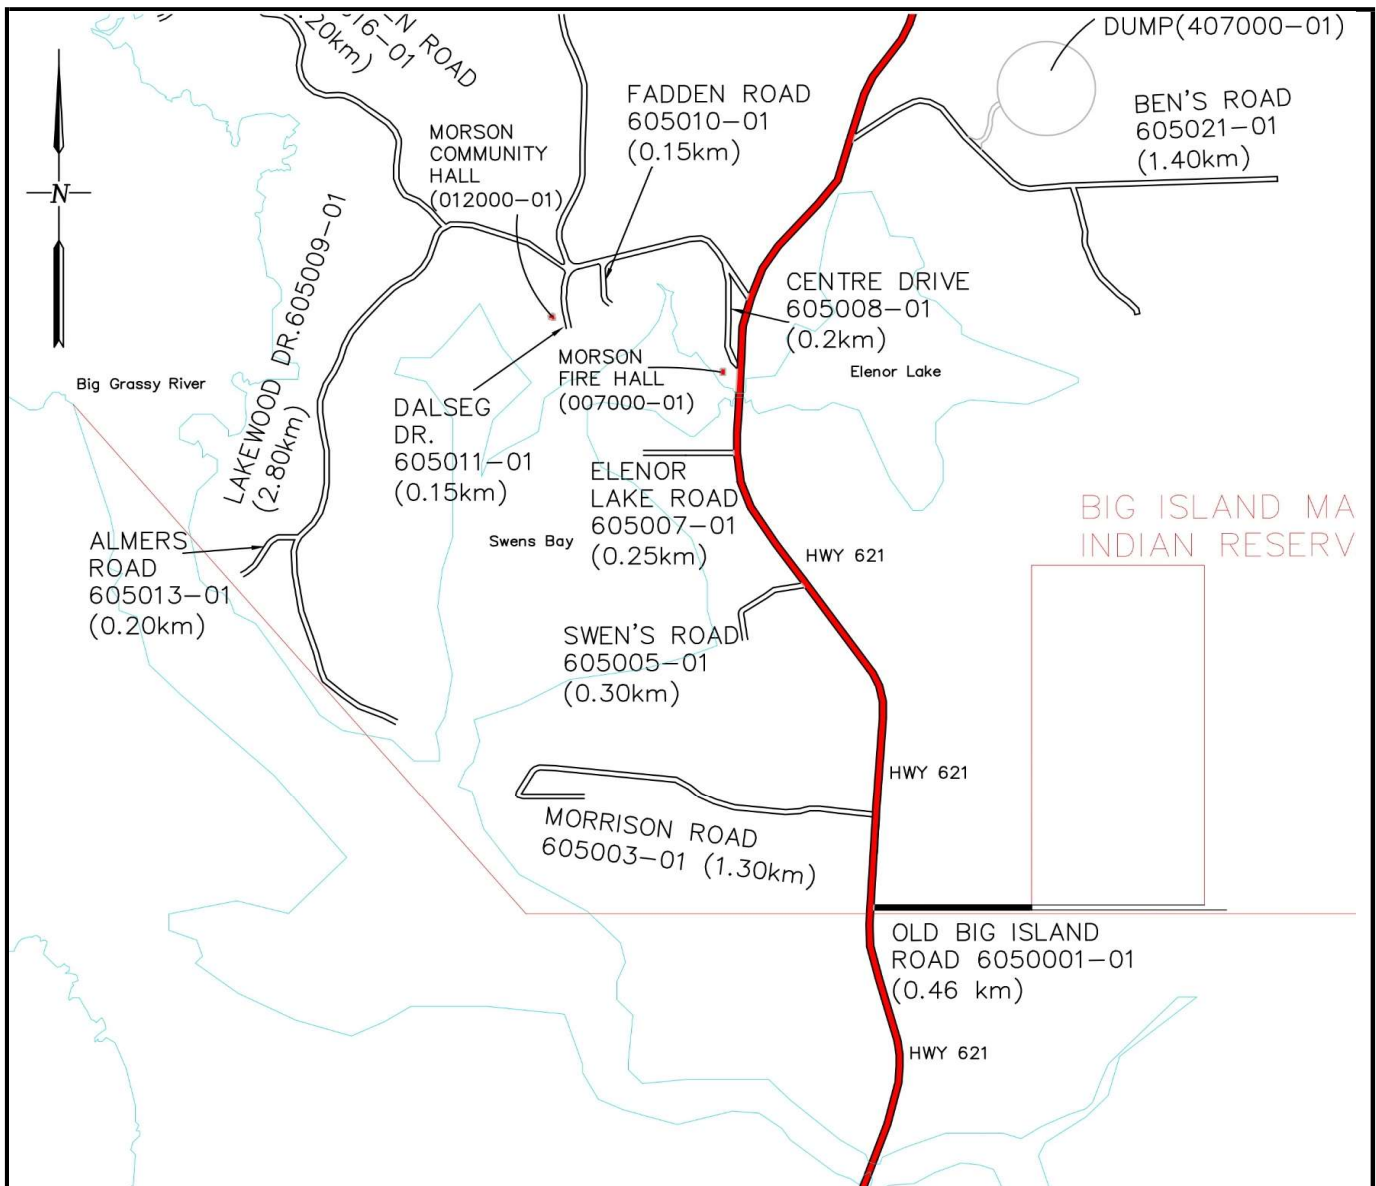 DUMP(407000-01)
N ROAD
16-01
.20km)
FADDEN ROAD
605010-01
(0.15km)
BEN'S ROAD
605021-01
(1.40km)
MORSON
COMMUNITY
HALL
(012000-01)
N
LAKEWOOD DR.605009-01
(2.80km)
CENTRE DRIVE
605008-01
(0.2km)
MORSON
FIRE HALL
(007000-01)
Elenor Lake
Big Grassy River
DALSEG
DR.
605011-01
(0.15km)
ELENOR
LAKE ROAD
605007-01
(0.25km)
BIG ISLAND MA
INDIAN RESERV
ALMERS
ROAD
605013-01
(0.20km)
Swens Bay
HWY 621
SWEN'S ROAD
605005-01
(0.30km)
HWY 621
MORRISON ROAD
605003-01 (1.30km)
OLD BIG ISLAND
ROAD 6050001-01
(0.46 km)
HWY 621